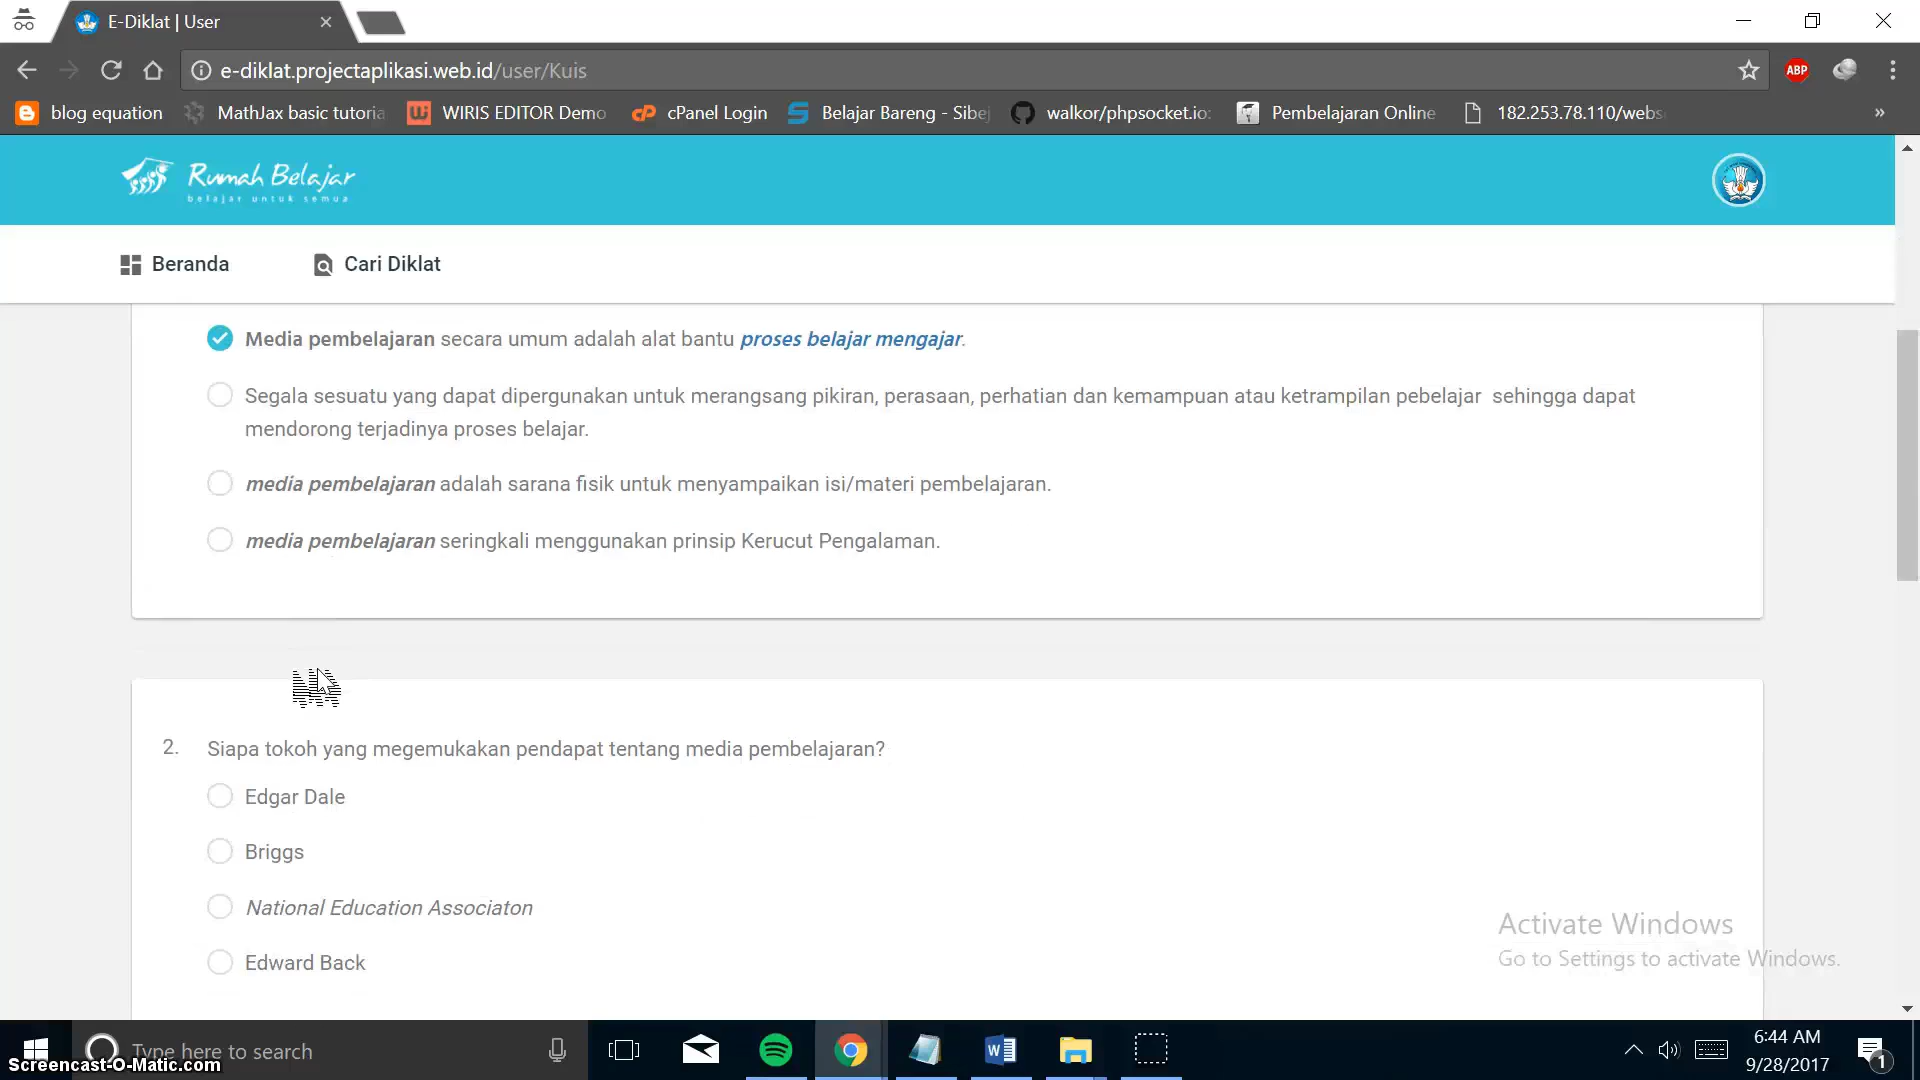 E-Diklat | User
e-diklat.projectaplikasi.web.id/user/Kuis
ABP
blog equation
MathJax basic tutoria
WIRIS EDITOR Demo
cPanel Login
Belajar Bareng - Sibej
walkor/phpsocket.io:
Pembelajaran Online
182.253.78.110/webs
»
Rumah Belajar
belajar untuk semua
Beranda
Cari Diklat
Media pembelajaran secara umum adalah alat bantu proses belajar mengajar.
Segala sesuatu yang dapat dipergunakan untuk merangsang pikiran, perasaan, perhatian dan kemampuan atau ketrampilan pebelajar sehingga dapat
mendorong terjadinya proses belajar.
media pembelajaran adalah sarana fisik untuk menyampaikan isi/materi pembelajaran.
media pembelajaran seringkali menggunakan prinsip Kerucut Pengalaman.
2. Siapa tokoh yang megemukakan pendapat tentang media pembelajaran?
Edgar Dale
Briggs
National Education Associaton
Edward Back
Activate Windows
Go to Settings to activate Windows.
Type here to search
Screencast-O-Matic.com
6:44 AM
9/28/2017
1